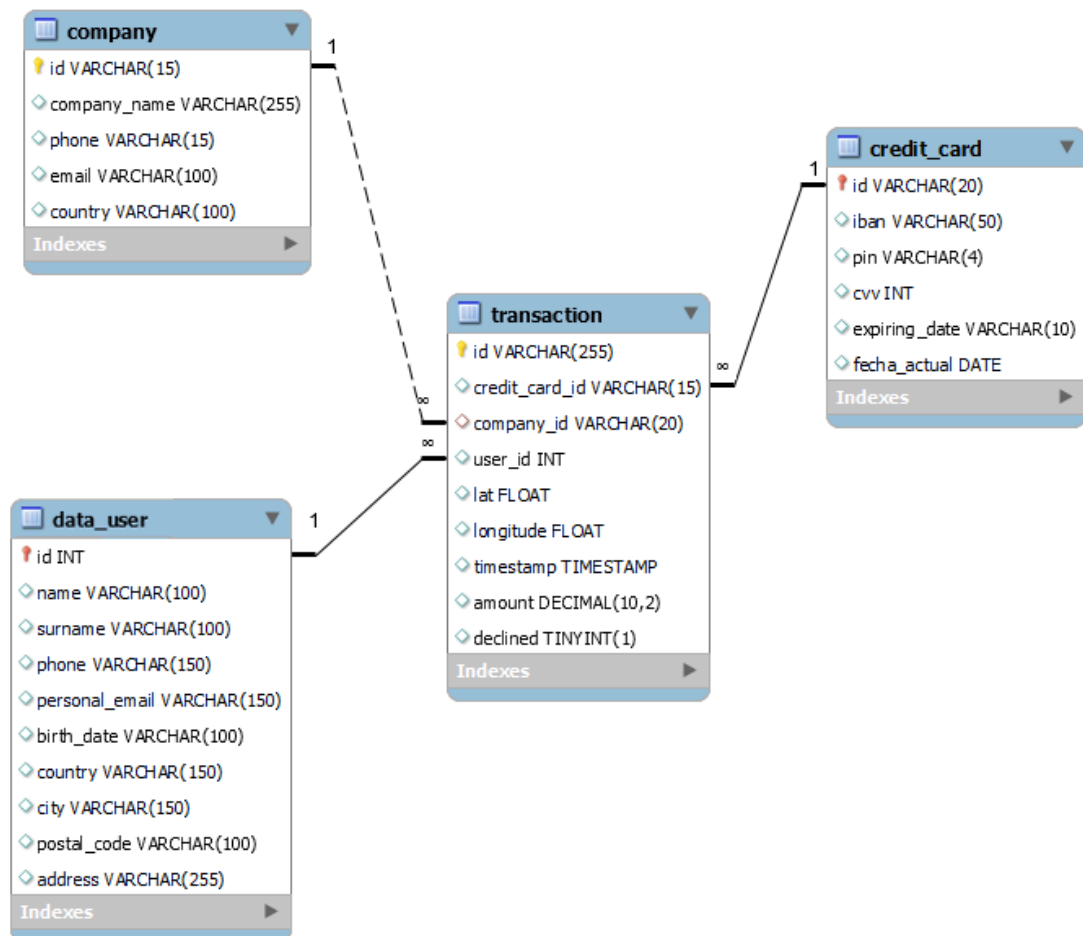 company
id VARCHAR(15)
company_name VARCHAR(255)
phone VARCHAR(15)
email VARCHAR(100)
country VARCHAR(100)
Indexes
1
∞
credit_card
id VARCHAR(20)
iban VARCHAR(50)
pin VARCHAR(4)
cvv INT
expiring_date VARCHAR(10)
fecha_actual DATE
Indexes
1
∞
transaction
id VARCHAR(255)
credit_card_id VARCHAR(15)
company_id VARCHAR(20)
user_id INT
lat FLOAT
longitude FLOAT
timestamp TIMESTAMP
amount DECIMAL(10,2)
declined TINYINT(1)
Indexes
∞
1
data_user
id INT
name VARCHAR(100)
surname VARCHAR(100)
phone VARCHAR(150)
personal_email VARCHAR(150)
birth_date VARCHAR(100)
country VARCHAR(150)
city VARCHAR(150)
postal_code VARCHAR(100)
address VARCHAR(255)
Indexes